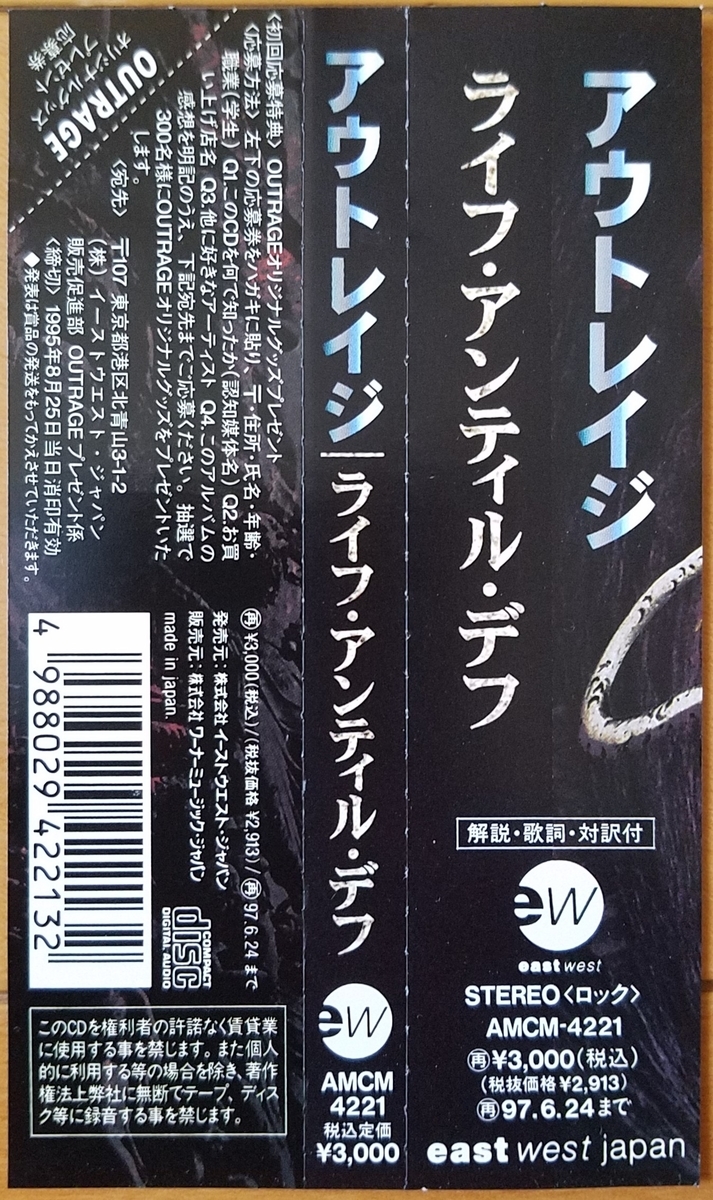 アウトレイジ
ライフ・アンティル・デフ
解説・歌詞・対訳付
ew
east west
STEREO〈ロック〉
AMCM-4221
再¥3,000(税込)
(税抜価格¥2,913)
再97.6.24まで
east west japan
アウトレイジ|ライフ・アンティル・デフ
ew
AMCM
4221
税込定価
¥3,000
〈初回応募特典〉 OUTRAGEオリジナルグッズプレゼント
〈応募方法〉 左下の応募券をハガキに貼り、〒・住所・氏名・年齢・
職業(学生) Q1.このCDを何で知ったか(認知媒体名) Q2.お買
い上げ店名 Q3.他に好きなアーティスト Q4.このアルバムの
感想を明記のうえ、下記宛先までご応募ください。抽選で
300名様にOUTRAGEオリジナルグッズをプレゼントいた
します。
〈宛先〉 〒107 東京都港区北青山3-1-2
(株) イーストウエスト・ジャパン
販売促進部 OUTRAGEプレゼント係
〈締切〉 1995年8月25日当日消印有効
◆発表は賞品の発送をもってかえさせていただきます。
OUTRAGE
オリジナルグッズ
プレゼント
応募券
再¥3,000(税込)/(税抜価格 ¥2,913)/再97.6.24 まで
発売元:株式会社 イーストウエスト・ジャパン
販売元:株式会社 ワーナーミュージック・ジャパン
made in japan.
COMPACT
disc
DIGITAL AUDIO
4 988029 422132
このCDを権利者の許諾なく賃貸業
に使用する事を禁じます。また個人
的に利用する等の場合を除き、著作
権法上弊社に無断でテープ、ディス
ク等に録音する事を禁じます。